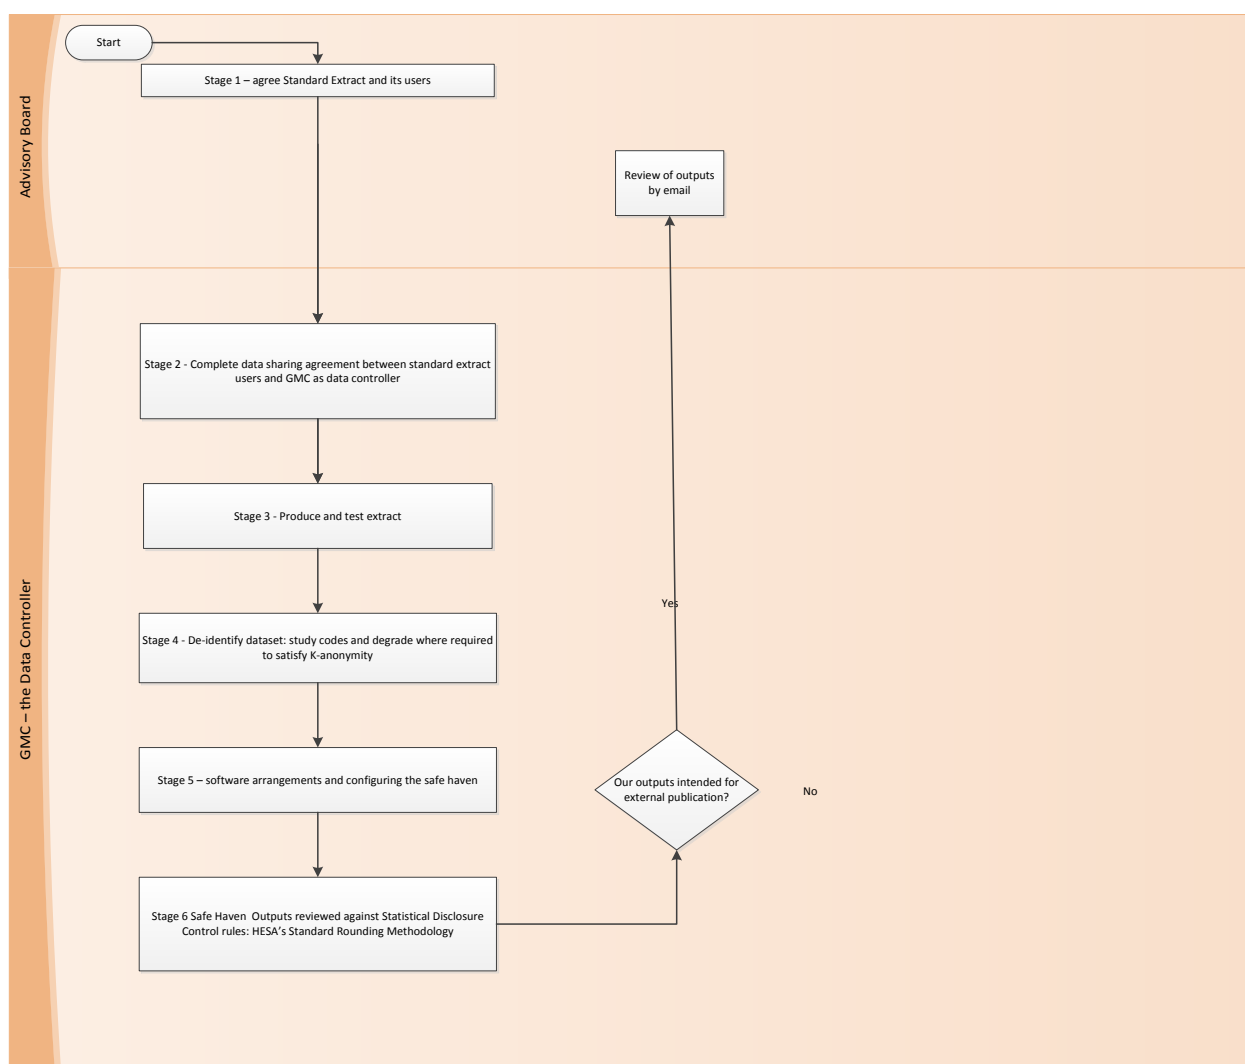 Advisory Board
Start
Stage 1 – agree Standard Extract and its users
Review of outputs
by email
GMC – the Data Controller
Stage 2 - Complete data sharing agreement between standard extract
users and GMC as data controller
Stage 3 - Produce and test extract
Stage 4 - De-identify dataset: study codes and degrade where required
to satisfy K-anonymity
Stage 5 – software arrangements and configuring the safe haven
Stage 6 Safe Haven  Outputs reviewed against Statistical Disclosure
Control rules: HESA's Standard Rounding Methodology
Our outputs intended for
external publication?
Yes
No